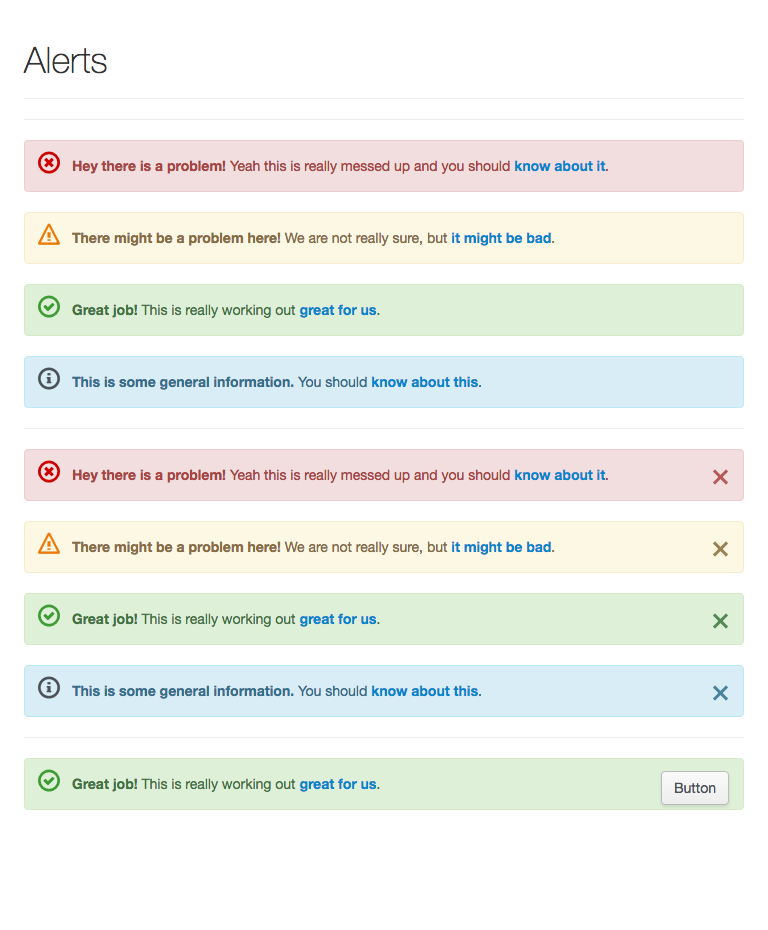 Alerts
Hey there is a problem! Yeah this is really messed up and you should know about it.
There might be a problem here! We are not really sure, but it might be bad.
Great job! This is really working out great for us.
This is some general information. You should know about this.
Hey there is a problem! Yeah this is really messed up and you should know about it.
There might be a problem here! We are not really sure, but it might be bad.
Great job! This is really working out great for us.
This is some general information. You should know about this.
Great job! This is really working out great for us.
Button